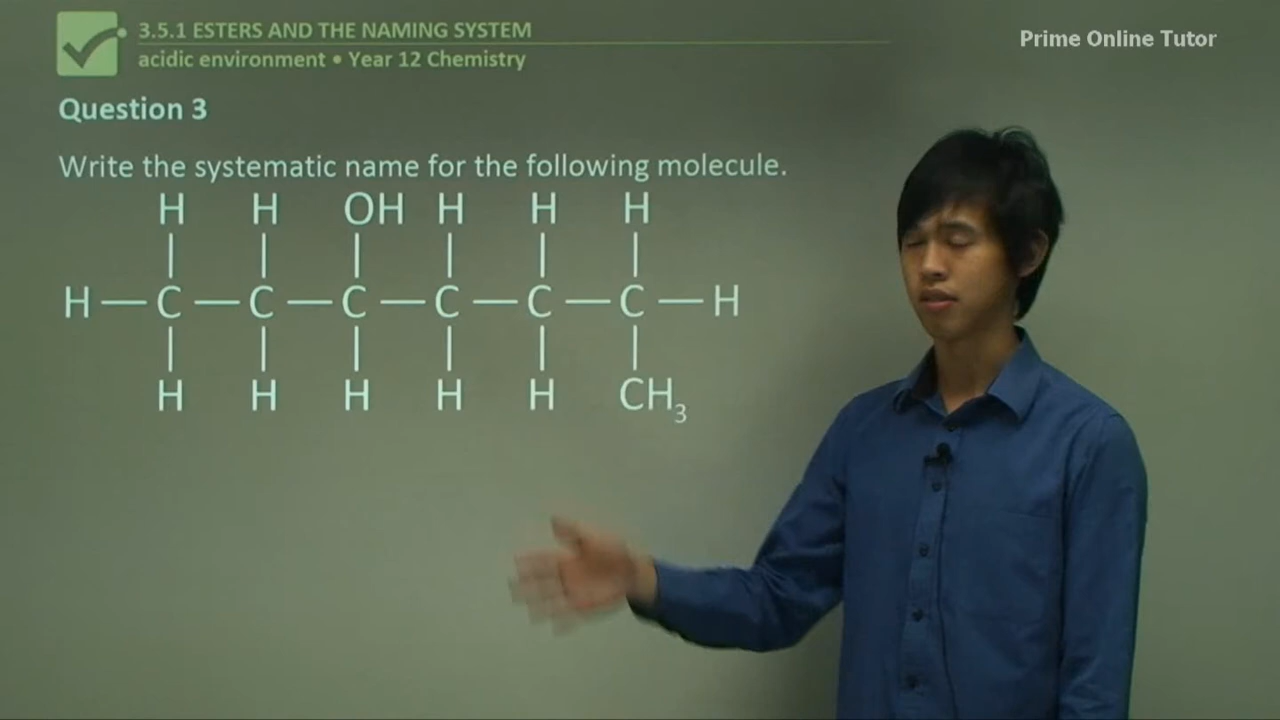 3.5.1 ESTERS AND THE NAMING SYSTEM
acidic environment • Year 12 Chemistry
Prime Online Tutor
Question 3
Write the systematic name for the following molecule.
H H OH H H H
H — C — C — C — C — C — C — H
H H H H H CH₃